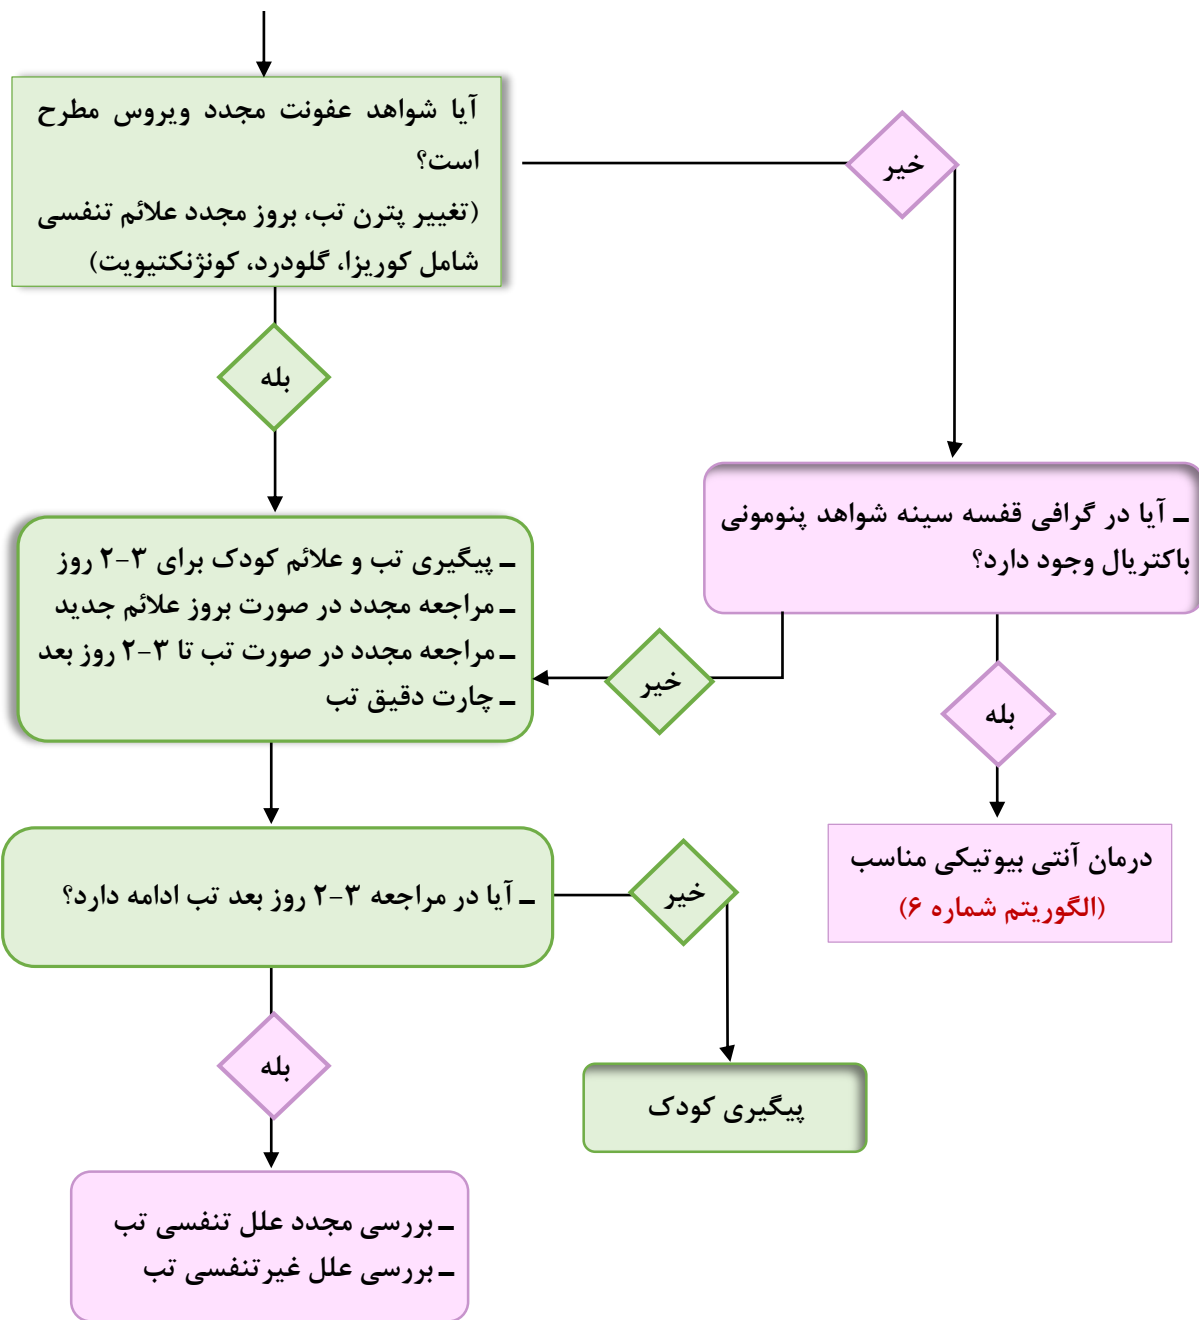 آیا شواهد عفونت مجدد ویروس مطرح
است؟
(تغییر پترن تب، بروز مجدد علائم تنفسی
شامل کوریزا، گلودرد، کونژنکتیویت)
خیر
بله
ـ آیا در گرافی قفسه سینه شواهد پنومونی
باکتریال وجود دارد؟
ـ پیگیری تب و علائم کودک برای ۳-۲ روز
ـ مراجعه مجدد در صورت بروز علائم جدید
ـ مراجعه مجدد در صورت تب تا ۳-۲ روز بعد
ـ چارت دقیق تب
خیر
بله
درمان آنتی بیوتیکی مناسب
(الگوریتم شماره ۶)
ـ آیا در مراجعه ۳-۲ روز بعد تب ادامه دارد؟
خیر
بله
پیگیری کودک
ـ بررسی مجدد علل تنفسی تب
ـ بررسی علل غیرتنفسی تب